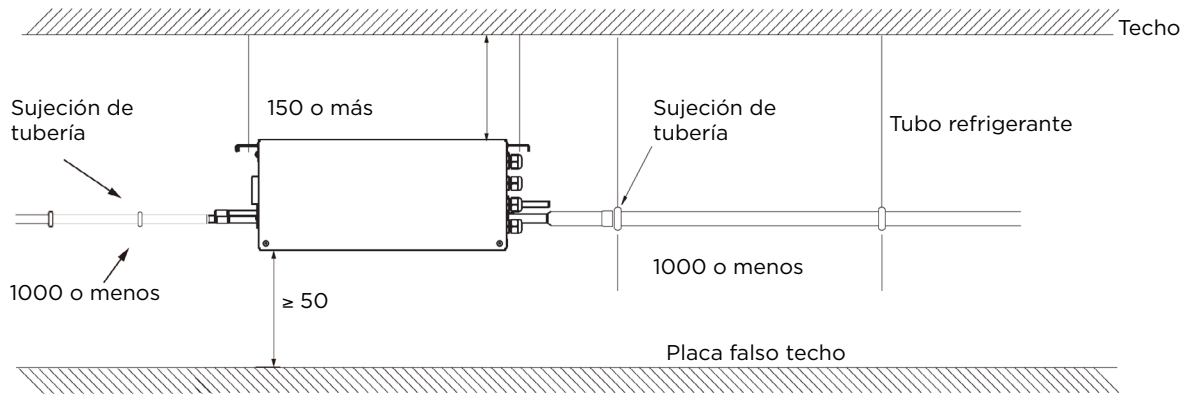 Techo
Sujeción de
tubería
150 o más
Sujeción de
tubería
Tubo refrigerante
1000 o menos
1000 o menos
≥ 50
Placa falso techo